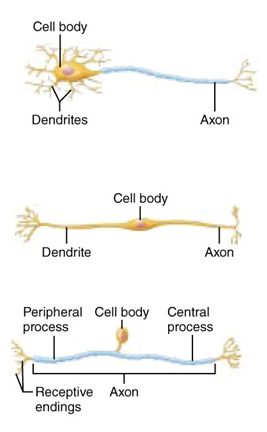 Cell body
Dendrites
Axon
Cell body
Dendrite
Axon
Peripheral
process
Cell body
Central
process
Receptive
endings
Axon